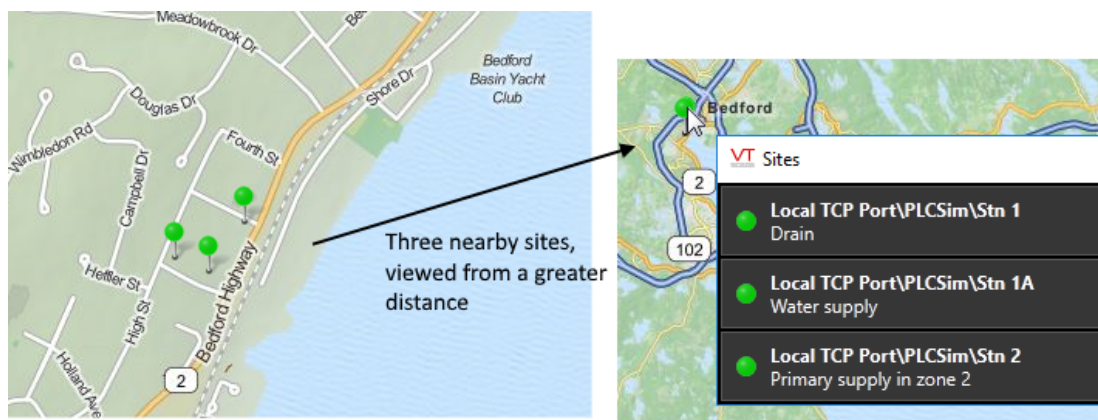 Meadowbrook Dr
Be
Bedford
Basin Yacht
Club
Shore Dr
Douglas Dr
Wimbledon Rd
Fourth St
Campbell Dr
Heffler St
High St
Bedford Highway
Holland Ave
2
Three nearby sites,
viewed from a greater
distance
Bedford
2
102
VT Sites
Local TCP Port\PLCSim\Stn 1
Drain
Local TCP Port\PLCSim\Stn 1A
Water supply
Local TCP Port\PLCSim\Stn 2
Primary supply in zone 2